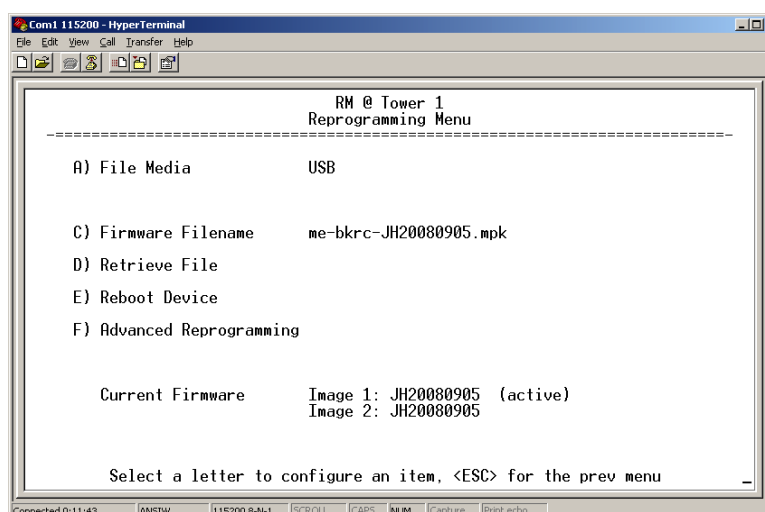 Com1 115200 - HyperTerminal
File Edit View Call Transfer Help
RM @ Tower 1
Reprogramming Menu
-==========================================================================-
A) File Media USB
C) Firmware Filename me-bkrc-JH20080905.mpk
D) Retrieve File
E) Reboot Device
F) Advanced Reprogramming
Current Firmware Image 1: JH20080905 (active)
Image 2: JH20080905
Select a letter to configure an item, <ESC> for the prev menu _
Connected 0:11:43 ANSIW 115200 8-N-1 SCROLL CAPS NUM Capture Print echo